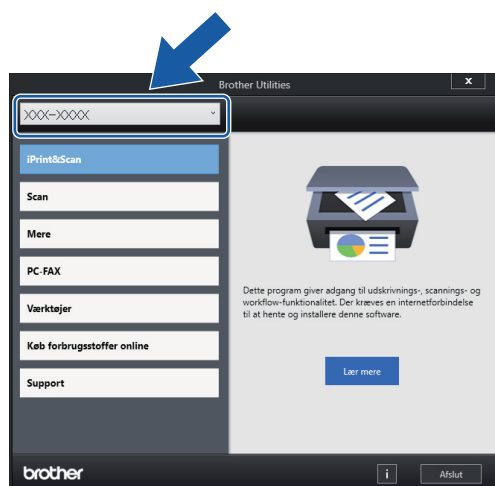 Brother Utilities
X
XXX-XXXX
iPrint&Scan
Scan
Mere
PC-FAX
Værktøjer
Køb forbrugsstoffer online
Support
Dette program giver adgang til udskrivnings-, scannings- og
workflow-funktionalitet. Der kræves en internetforbindelse
til at hente og installere denne software.
Lær mere
brother
i
Afslut